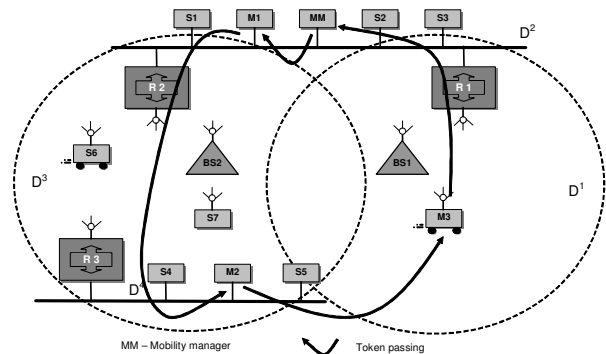 S1 M1 MM S2 S3
D2
R 2 R 1
S6 BS2 BS1
D3 D1
S7 M3
R 3
S4 M2 S5
D4
MM – Mobility manager Token passing